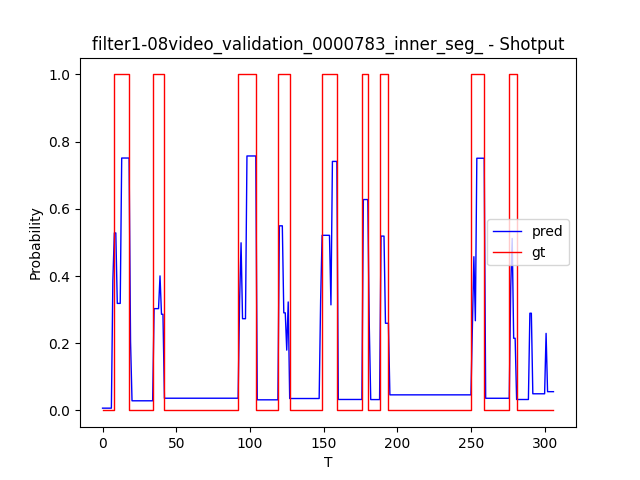 filter1-08video_validation_0000783_inner_seg_ - Shotput
1.0
0.8
0.6
0.4
0.2
0.0
Probability
pred
gt
0 50 100 150 200 250 300
T